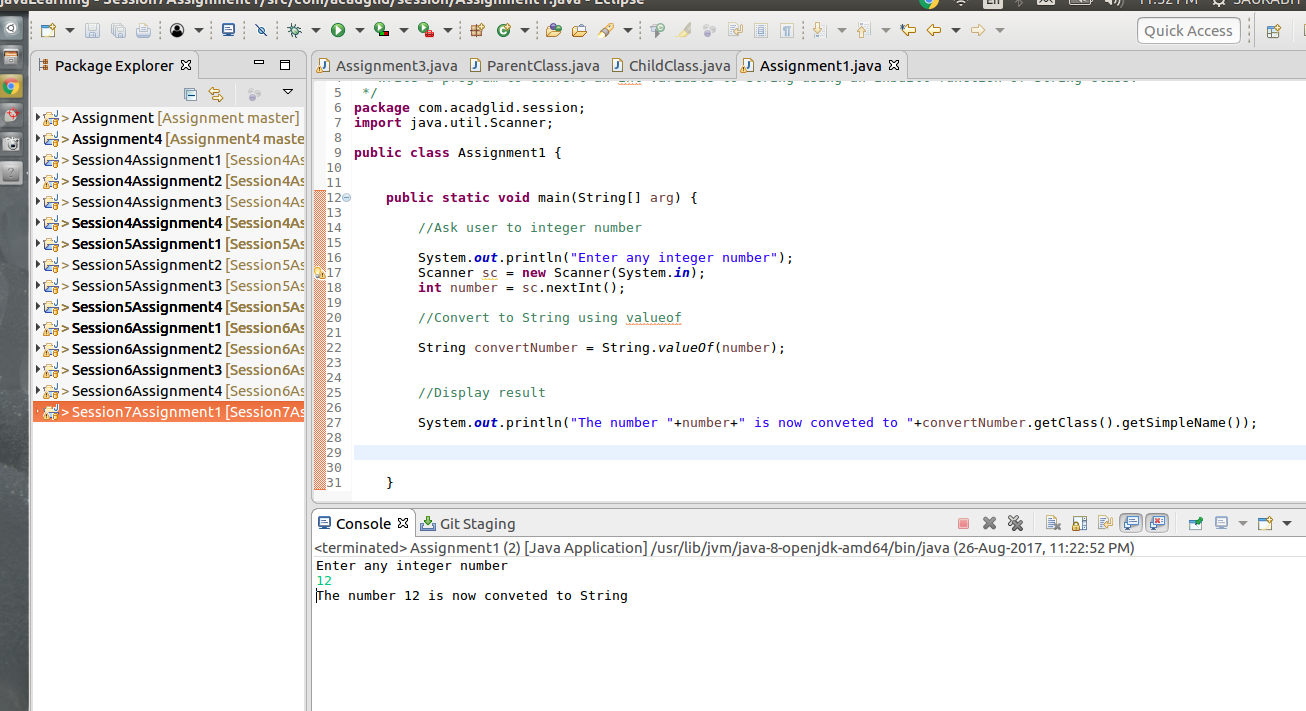 javaLearning - Session7Assignment1/src/com/acadglid/session/Assignment1.java - Eclipse
En
11:52 PM
SAURABH
Quick Access
Package Explorer
> Assignment [Assignment master]
> Assignment4 [Assignment4 maste
> Session4Assignment1 [Session4As
> Session4Assignment2 [Session4As
> Session4Assignment3 [Session4As
> Session4Assignment4 [Session4As
> Session5Assignment1 [Session5As
> Session5Assignment2 [Session5As
> Session5Assignment3 [Session5As
> Session5Assignment4 [Session5As
> Session6Assignment1 [Session6As
> Session6Assignment2 [Session6As
> Session6Assignment3 [Session6As
> Session6Assignment4 [Session6As
> Session7Assignment1 [Session7As
Assignment3.java
ParentClass.java
ChildClass.java
Assignment1.java
5 */
6 package com.acadglid.session;
7 import java.util.Scanner;
8
9 public class Assignment1 {
10
11
12 public static void main(String[] arg) {
13
14 //Ask user to integer number
15
16 System.out.println("Enter any integer number");
17 Scanner sc = new Scanner(System.in);
18 int number = sc.nextInt();
19
20 //Convert to String using valueof
21
22 String convertNumber = String.valueOf(number);
23
24
25 //Display result
26
27 System.out.println("The number "+number+" is now conveted to "+convertNumber.getClass().getSimpleName());
28
29
30
31 }
Console
Git Staging
<terminated> Assignment1 (2) [Java Application] /usr/lib/jvm/java-8-openjdk-amd64/bin/java (26-Aug-2017, 11:22:52 PM)
Enter any integer number
12
The number 12 is now conveted to String